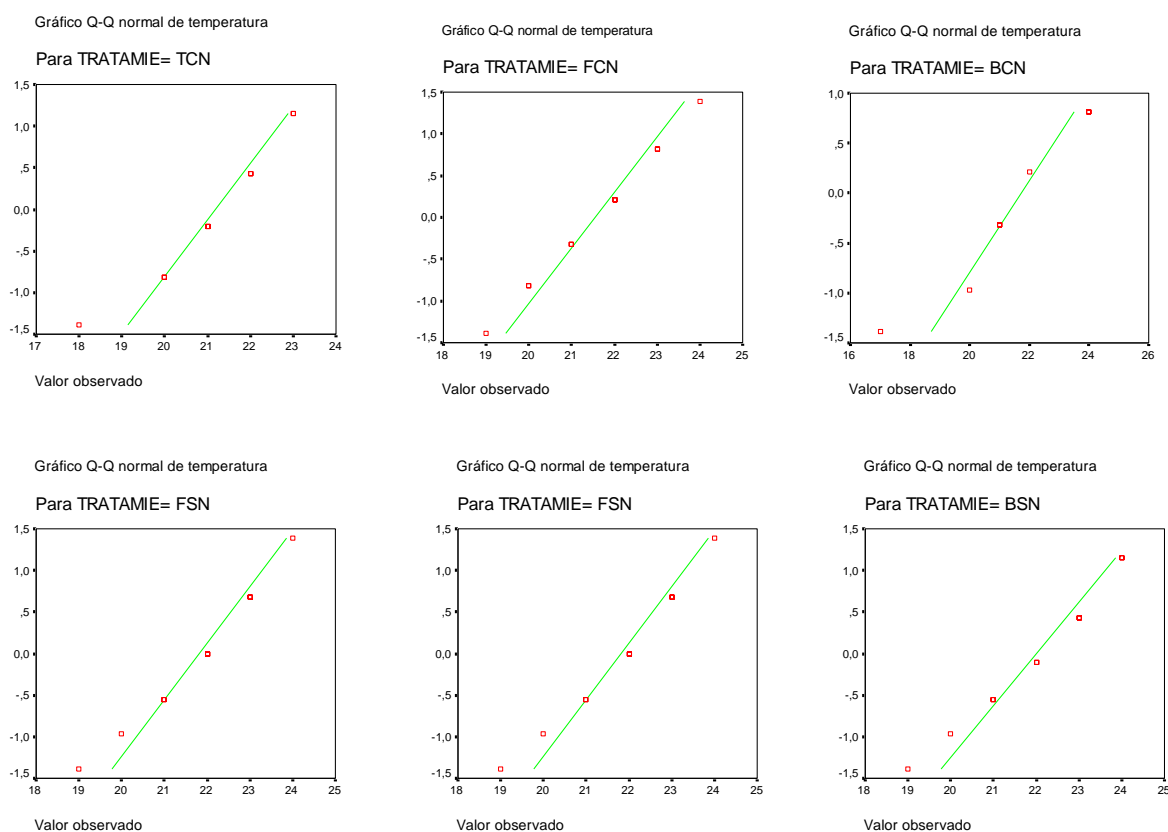 Gráfico Q-Q normal de temperatura
Para TRATAMIE= TCN
1,5
1,0
,5
0,0
-,5
-1,0
-1,5
17 18 19 20 21 22 23 24
Valor observado
Gráfico Q-Q normal de temperatura
Para TRATAMIE= FCN
1,5
1,0
,5
0,0
-,5
-1,0
-1,5
18 19 20 21 22 23 24 25
Valor observado
Gráfico Q-Q normal de temperatura
Para TRATAMIE= BCN
1,0
,5
0,0
-,5
-1,0
-1,5
16 18 20 22 24 26
Valor observado
Gráfico Q-Q normal de temperatura
Para TRATAMIE= FSN
1,5
1,0
,5
0,0
-,5
-1,0
-1,5
18 19 20 21 22 23 24 25
Valor observado
Gráfico Q-Q normal de temperatura
Para TRATAMIE= FSN
1,5
1,0
,5
0,0
-,5
-1,0
-1,5
18 19 20 21 22 23 24 25
Valor observado
Gráfico Q-Q normal de temperatura
Para TRATAMIE= BSN
1,5
1,0
,5
0,0
-,5
-1,0
-1,5
18 19 20 21 22 23 24 25
Valor observado